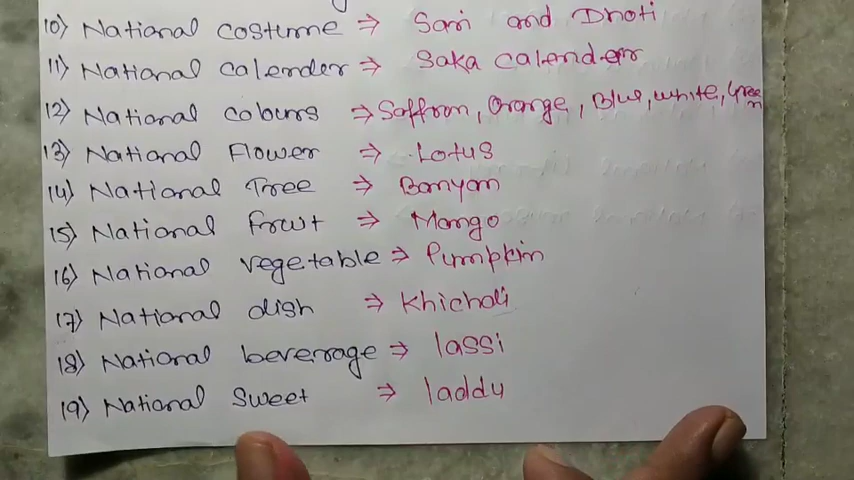 10) National costume ⇒ Sari and Dhoti
11) National calender ⇒ Saka calender
12) National colours ⇒ Saffron, Orange, Blue, white, Green
13) National Flower ⇒ Lotus
14) National Tree ⇒ Banyan
15) National fruit ⇒ Mango
16) National vegetable ⇒ Pumpkin
17) National dish ⇒ Khichdi
18) National beverage ⇒ lassi
19) National Sweet ⇒ laddu